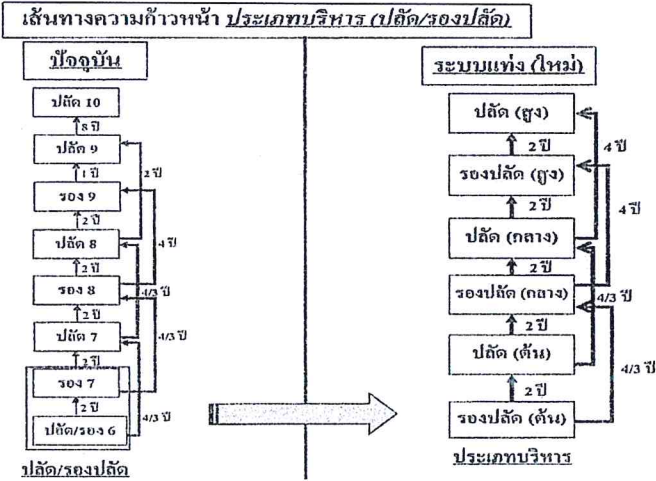 เส้นทางความก้าวหน้า ประเภทบริหาร (ปลัด/รองปลัด)
ปัจจุบัน
ปลัด 10
8 ปี
ปลัด 9
1 ปี
2 ปี
รอง 9
2 ปี
ปลัด 8
4 ปี
2 ปี
รอง 8
4/3 ปี
2 ปี
ปลัด 7
4/3 ปี
2 ปี
รอง 7
2 ปี
4/3 ปี
ปลัด/รอง 6
ปลัด/รองปลัด
ระบบแท่ง (ใหม่)
ปลัด (สูง)
2 ปี
4 ปี
รองปลัด (สูง)
2 ปี
4 ปี
ปลัด (กลาง)
2 ปี
รองปลัด (กลาง)
4/3 ปี
2 ปี
ปลัด (ต้น)
4/3 ปี
2 ปี
รองปลัด (ต้น)
ประเภทบริหาร